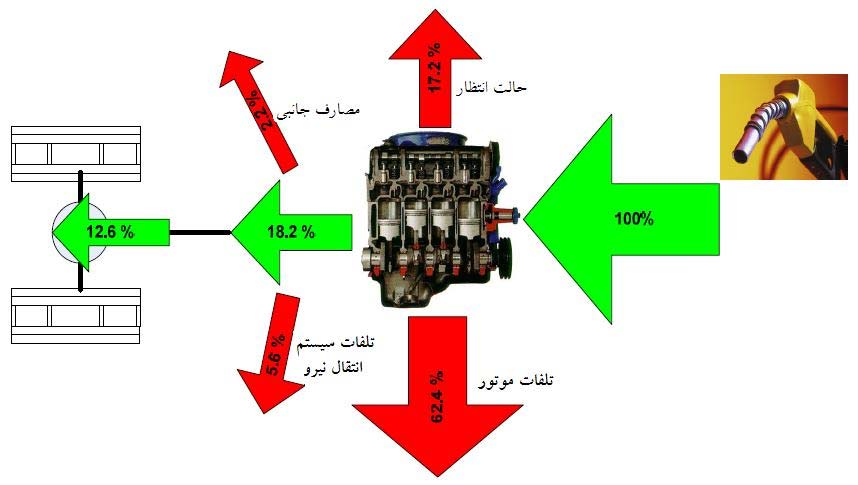 17.2 %
حالت انتظار
2.2 %
مصارف جانبی
100%
18.2 %
12.6 %
5.6 %
تلفات سیستم
انتقال نیرو
62.4 %
تلفات موتور